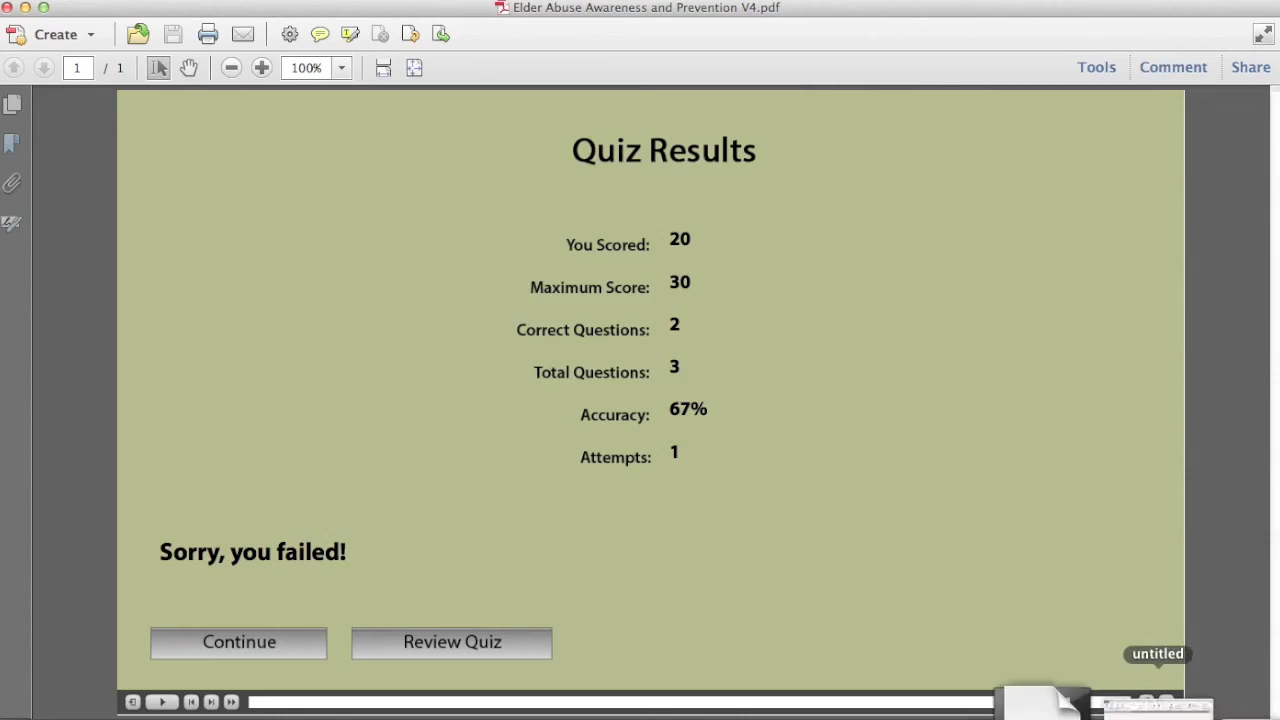 Elder Abuse Awareness and Prevention V4.pdf
Create
1 / 1 100% Tools Comment Share
Quiz Results
You Scored: 20
Maximum Score: 30
Correct Questions: 2
Total Questions: 3
Accuracy: 67%
Attempts: 1
Sorry, you failed!
Continue Review Quiz
untitled